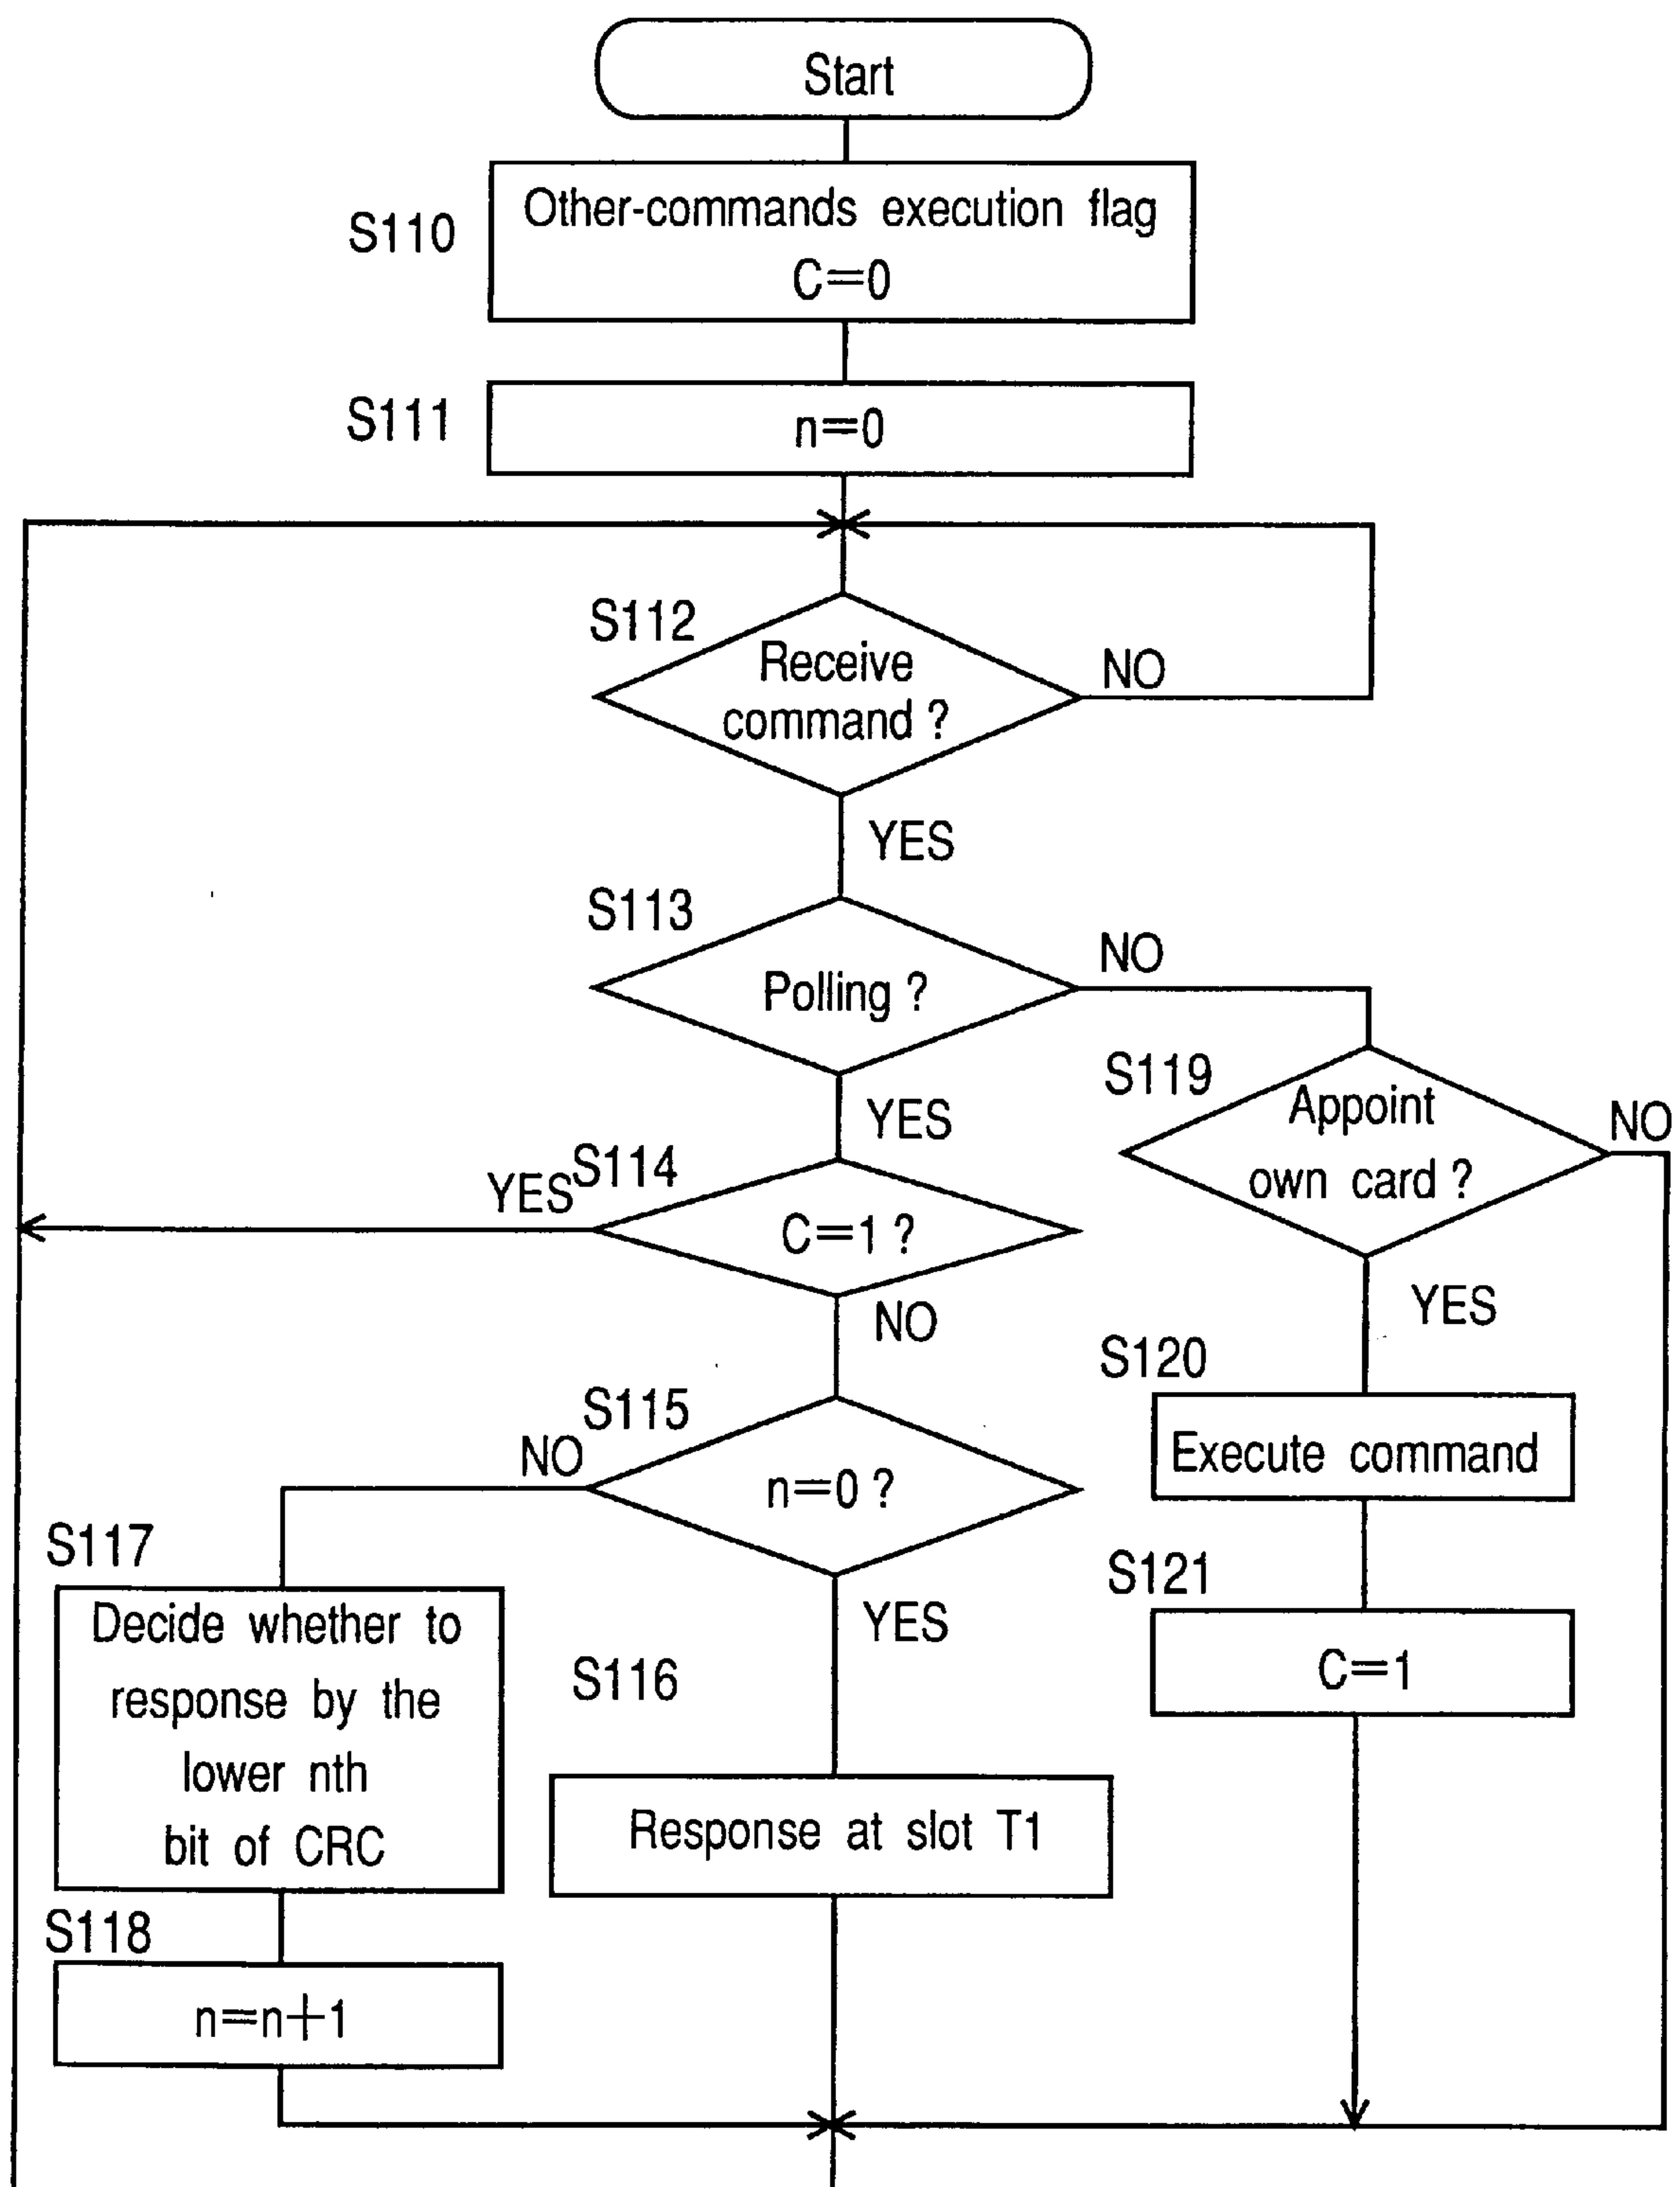 Start
S110
Other-commands execution flag
C=0
S111
n=0
S112
Receive
command ?
NO
YES
S113
Polling ?
NO
YES
S119
Appoint
own card ?
NO
YES
S114
YES
C=1 ?
NO
S120
Execute command
S115
NO
n=0 ?
YES
S121
C=1
S117
Decide whether to
response by the
lower nth
bit of CRC
S116
Response at slot T1
S118
n=n+1